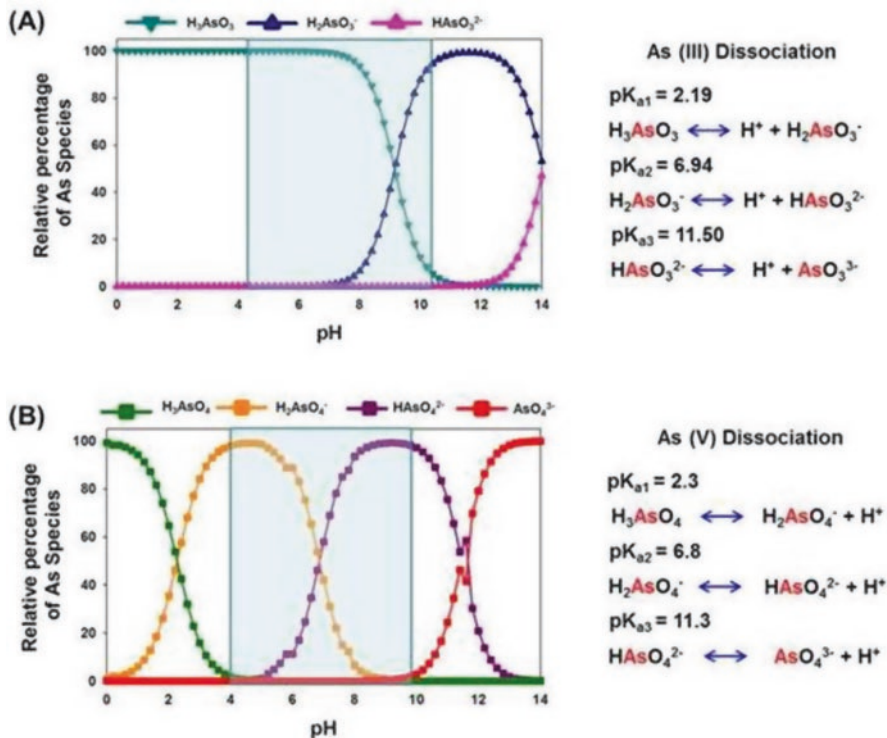 (A)
H₃AsO₃ H₂AsO₃⁻ HAsO₃²⁻
Relative percentage
of As Species
100
80
60
40
20
0
0 2 4 6 8 10 12 14
pH
As (III) Dissociation
pKₐ₁ = 2.19
H₃AsO₃ ⟷ H⁺ + H₂AsO₃⁻
pKₐ₂ = 6.94
H₂AsO₃⁻ ⟷ H⁺ + HAsO₃²⁻
pKₐ₃ = 11.50
HAsO₃²⁻ ⟷ H⁺ + AsO₃³⁻
(B)
H₃AsO₄ H₂AsO₄⁻ HAsO₄²⁻ AsO₄³⁻
Relative percentage
of As Species
100
80
60
40
20
0
0 2 4 6 8 10 12 14
pH
As (V) Dissociation
pKₐ₁ = 2.3
H₃AsO₄ ⟷ H₂AsO₄⁻ + H⁺
pKₐ₂ = 6.8
H₂AsO₄⁻ ⟷ HAsO₄²⁻ + H⁺
pKₐ₃ = 11.3
HAsO₄²⁻ ⟷ AsO₄³⁻ + H⁺